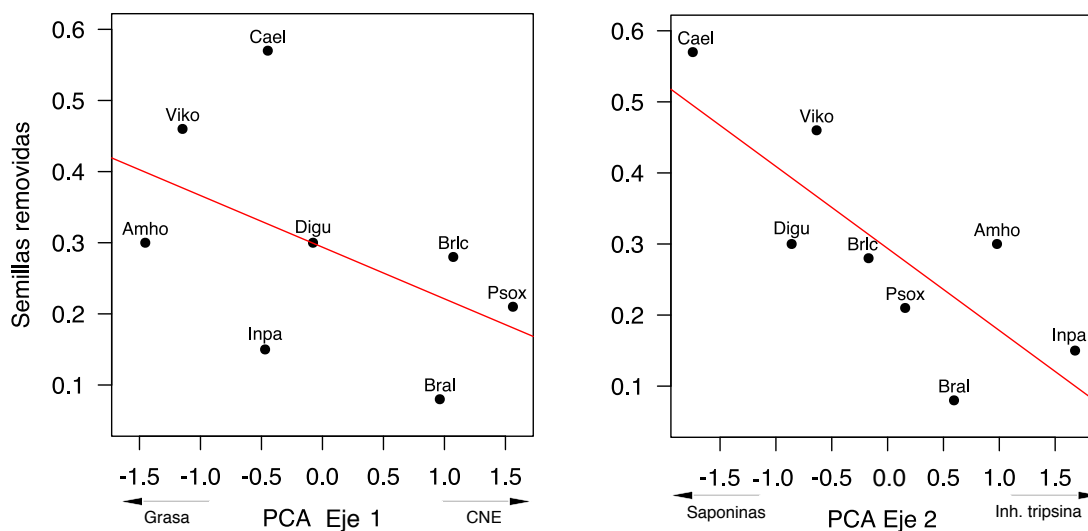 Semillas removidas
0.6
0.5
0.4
0.3
0.2
0.1
Cael
Viko
Amho
Digu
Brlc
Psox
Inpa
Bral
-1.5 -1.0 -0.5 0.0 0.5 1.0 1.5
Grasa PCA Eje 1 CNE
0.6
0.5
0.4
0.3
0.2
0.1
Cael
Viko
Digu
Brlc
Amho
Psox
Inpa
Bral
-1.5 -1.0 -0.5 0.0 0.5 1.0 1.5
Saponinas PCA Eje 2 Inh. tripsina